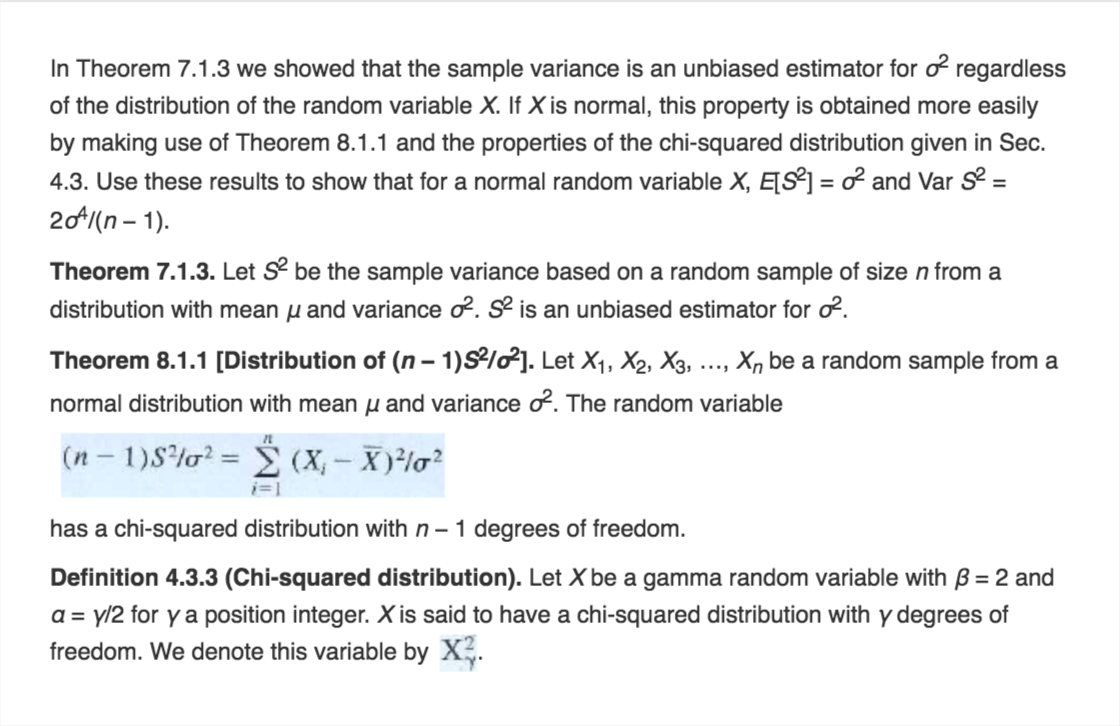 In Theorem 7.1.3 we showed that the sample variance is an unbiased estimator for σ² regardless
of the distribution of the random variable X. If X is normal, this property is obtained more easily
by making use of Theorem 8.1.1 and the properties of the chi-squared distribution given in Sec.
4.3. Use these results to show that for a normal random variable X, E[S²] = σ² and Var S² =
2σ⁴/(n – 1).
Theorem 7.1.3. Let S² be the sample variance based on a random sample of size n from a
distribution with mean μ and variance σ². S² is an unbiased estimator for σ².
Theorem 8.1.1 [Distribution of (n – 1)S²/σ²]. Let X₁, X₂, X₃, ..., Xₙ be a random sample from a
normal distribution with mean μ and variance σ². The random variable
(n – 1)S²/σ² = ∑ⁿᵢ₌₁ (Xᵢ – X̄)²/σ²
has a chi-squared distribution with n – 1 degrees of freedom.
Definition 4.3.3 (Chi-squared distribution). Let X be a gamma random variable with β = 2 and
α = γ/2 for γ a position integer. X is said to have a chi-squared distribution with γ degrees of
freedom. We denote this variable by X²ᵧ.